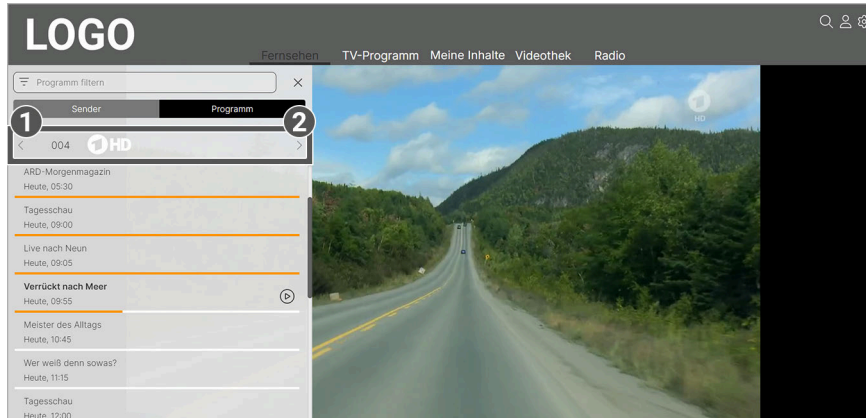 LOGO
Fernsehen TV-Programm Meine Inhalte Videothek Radio
Programm filtern
Sender Programm
1 2
004 1 HD
HD
ARD-Morgenmagazin
Heute, 05:30
Tagesschau
Heute, 09:00
Live nach Neun
Heute, 09:05
Verrückt nach Meer
Heute, 09:55
Meister des Alltags
Heute, 10:45
Wer weiß denn sowas?
Heute, 11:15
Tagesschau
Heute, 12:00